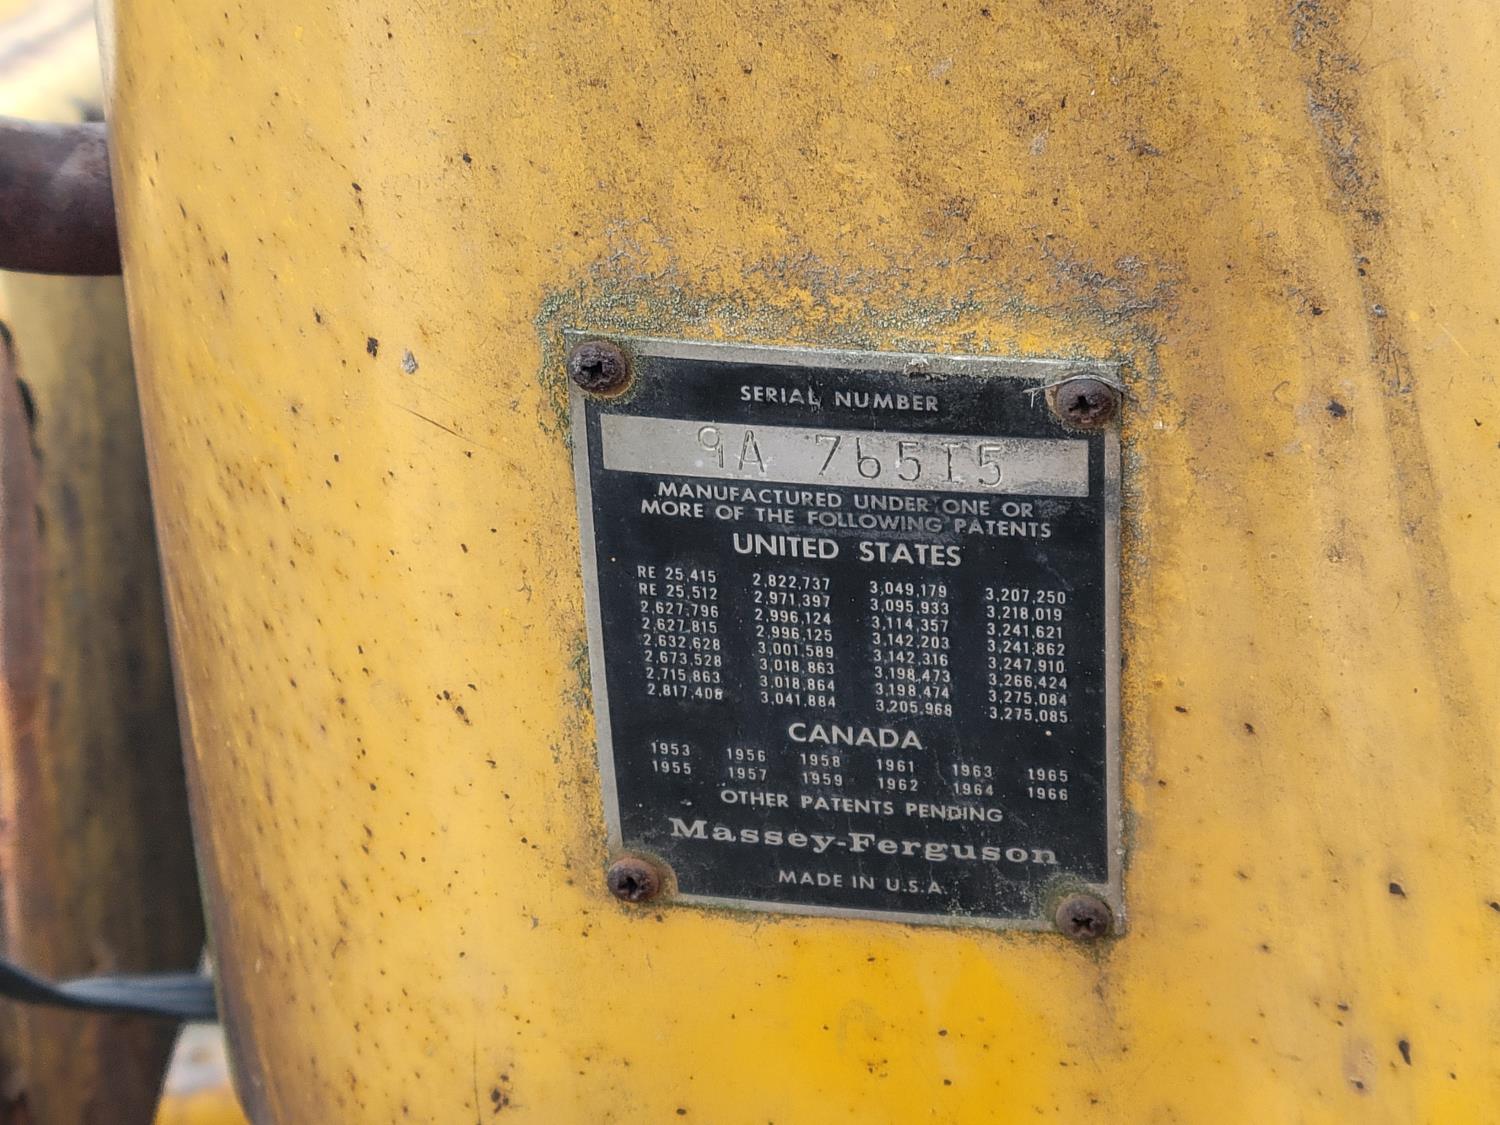 SERIAL NUMBER
9A 76515
MANUFACTURED UNDER ONE OR
MORE OF THE FOLLOWING PATENTS
UNITED STATES
RE 25,415 2,822,737 3,049,179 3,207,250
RE 25,512 2,971,397 3,095,933 3,218,019
2,627,796 2,996,124 3,114,357 3,241,621
2,627,815 2,996,125 3,142,203 3,241,862
2,632,628 3,001,589 3,142,316 3,247,910
2,673,528 3,018,863 3,198,473 3,266,424
2,715,863 3,018,864 3,198,474 3,275,084
2,817,408 3,041,884 3,205,968 3,275,085
CANADA
1953 1956 1958 1961 1963 1965
1955 1957 1959 1962 1964 1966
OTHER PATENTS PENDING
Massey-Ferguson
MADE IN U.S.A.